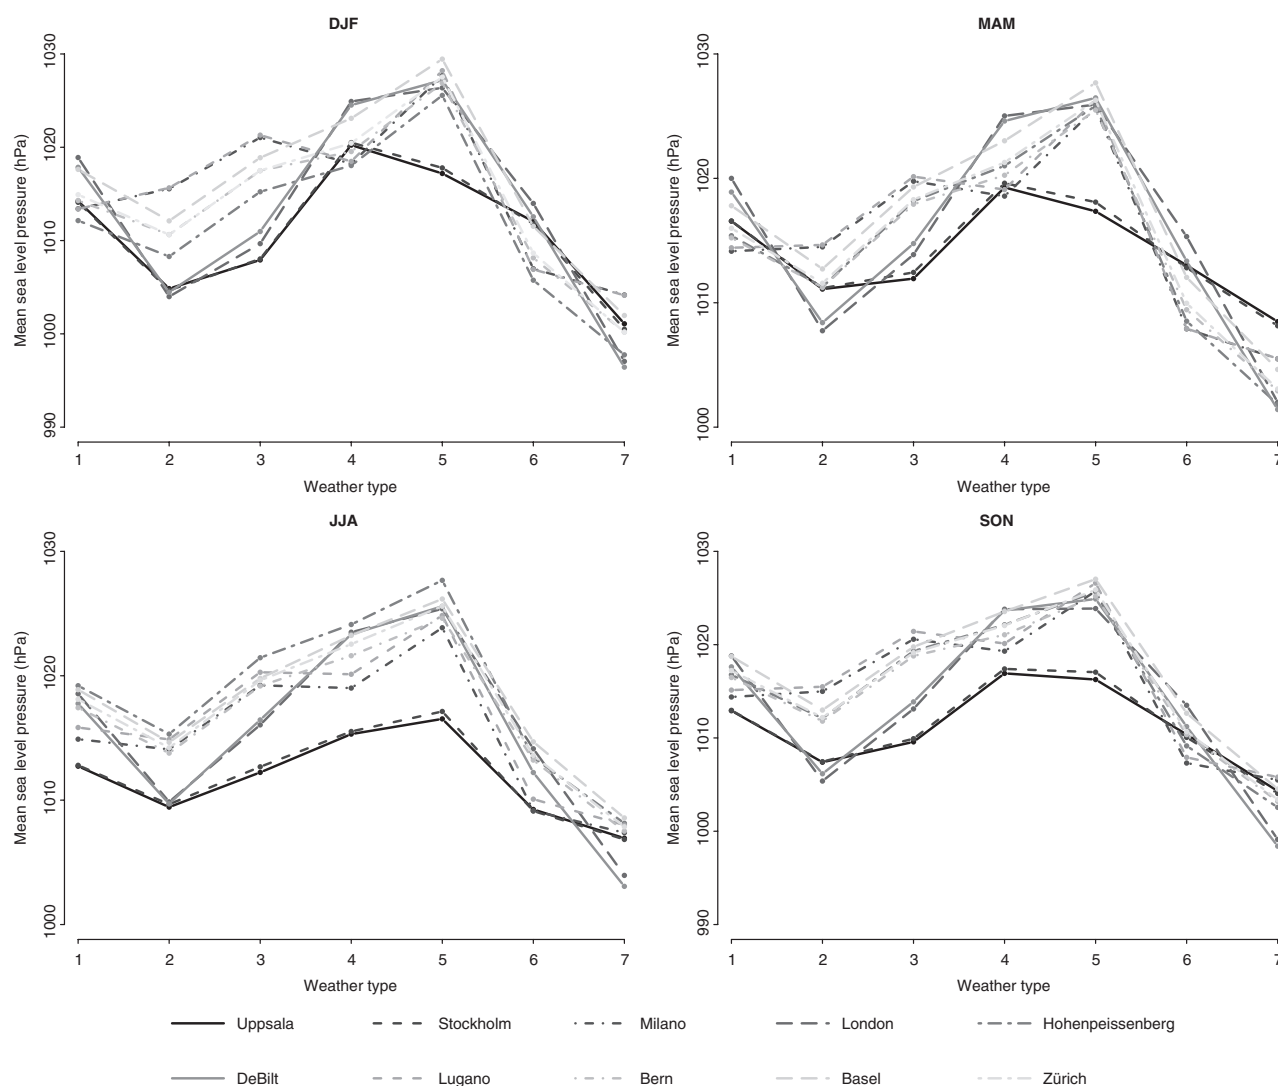 DJF
Mean sea level pressure (hPa)
1030
1020
1010
1000
990
1 2 3 4 5 6 7
Weather type
MAM
Mean sea level pressure (hPa)
1030
1020
1010
1000
1 2 3 4 5 6 7
Weather type
JJA
Mean sea level pressure (hPa)
1030
1020
1010
1000
1 2 3 4 5 6 7
Weather type
SON
Mean sea level pressure (hPa)
1030
1020
1010
1000
990
1 2 3 4 5 6 7
Weather type
Uppsala Stockholm Milano London Hohenpeissenberg
DeBilt Lugano Bern Basel Zürich